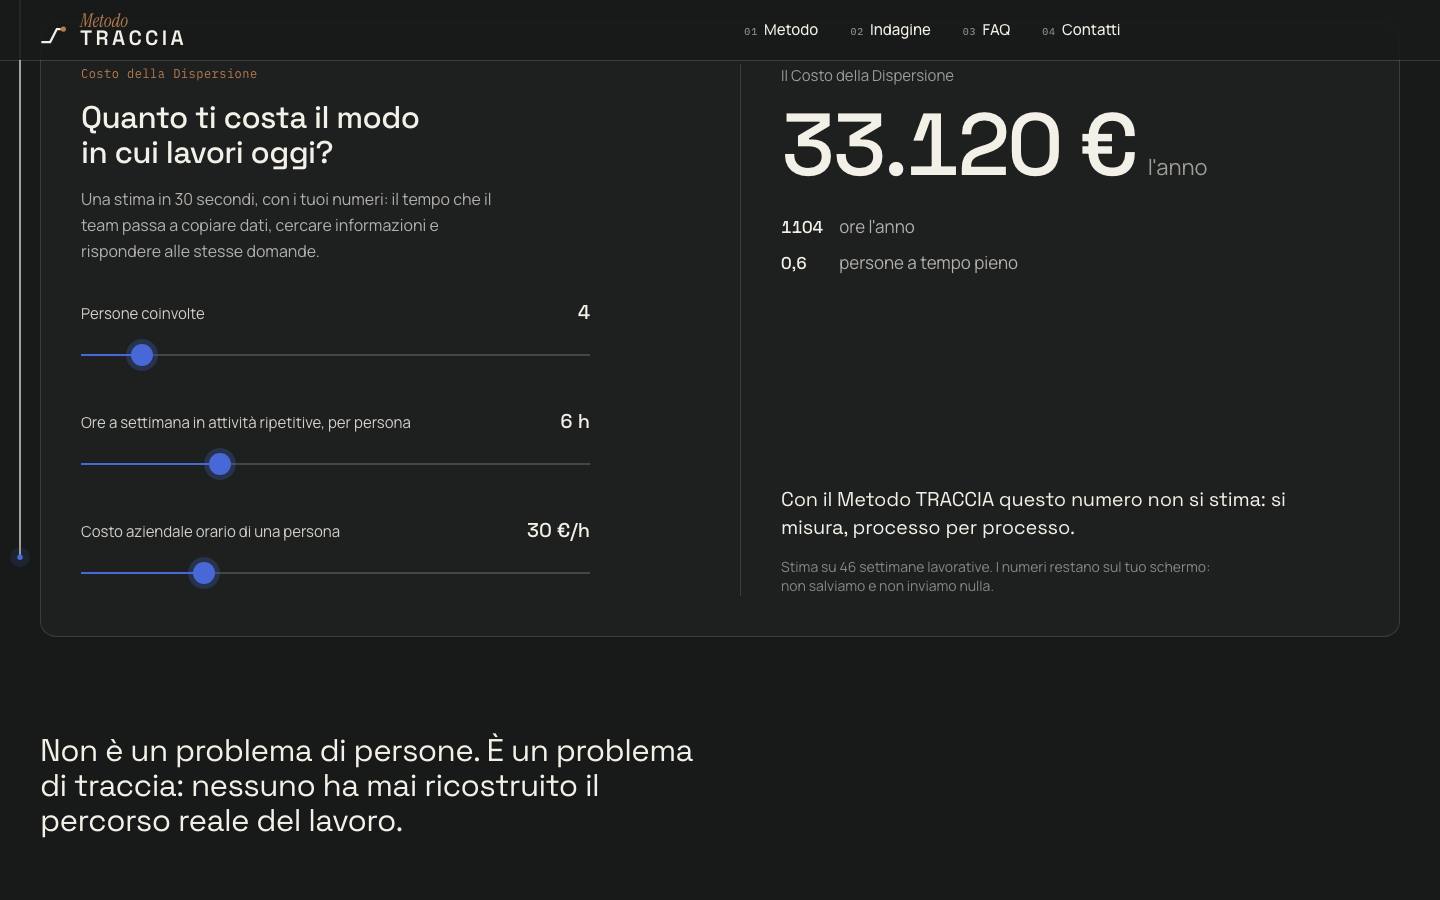 Metodo
TRACCIA
01 Metodo
02 Indagine
03 FAQ
04 Contatti
Costo della Dispersione
Quanto ti costa il modo
in cui lavori oggi?
Una stima in 30 secondi, con i tuoi numeri: il tempo che il
team passa a copiare dati, cercare informazioni e
rispondere alle stesse domande.
Persone coinvolte 4
Ore a settimana in attività ripetitive, per persona 6 h
Costo aziendale orario di una persona 30 €/h
Il Costo della Dispersione
33.120 € l'anno
1104 ore l'anno
0,6 persone a tempo pieno
Con il Metodo TRACCIA questo numero non si stima: si
misura, processo per processo.
Stima su 46 settimane lavorative. I numeri restano sul tuo schermo:
non salviamo e non inviamo nulla.
Non è un problema di persone. È un problema
di traccia: nessuno ha mai ricostruito il
percorso reale del lavoro.